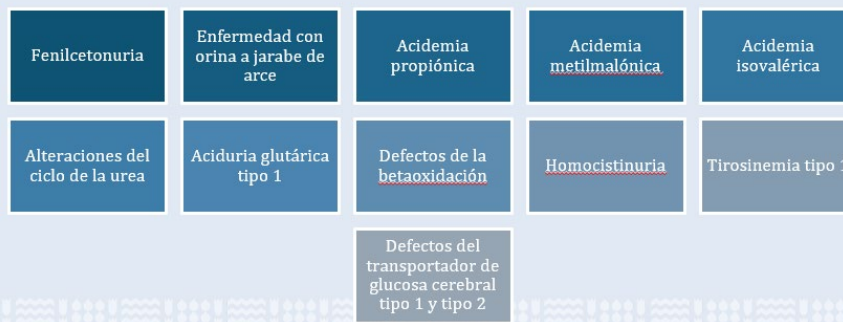 Fenilcetonuria
Enfermedad con
orina a jarabe de
arce
Acidemia
propiónica
Acidemia
metilmalónica
Acidemia
isovalérica
Alteraciones del
ciclo de la urea
Aciduria glutárica
tipo 1
Defectos de la
betaoxidación
Homocistinuria
Tirosinemia tipo 1
Defectos del
transportador de
glucosa cerebral
tipo 1 y tipo 2